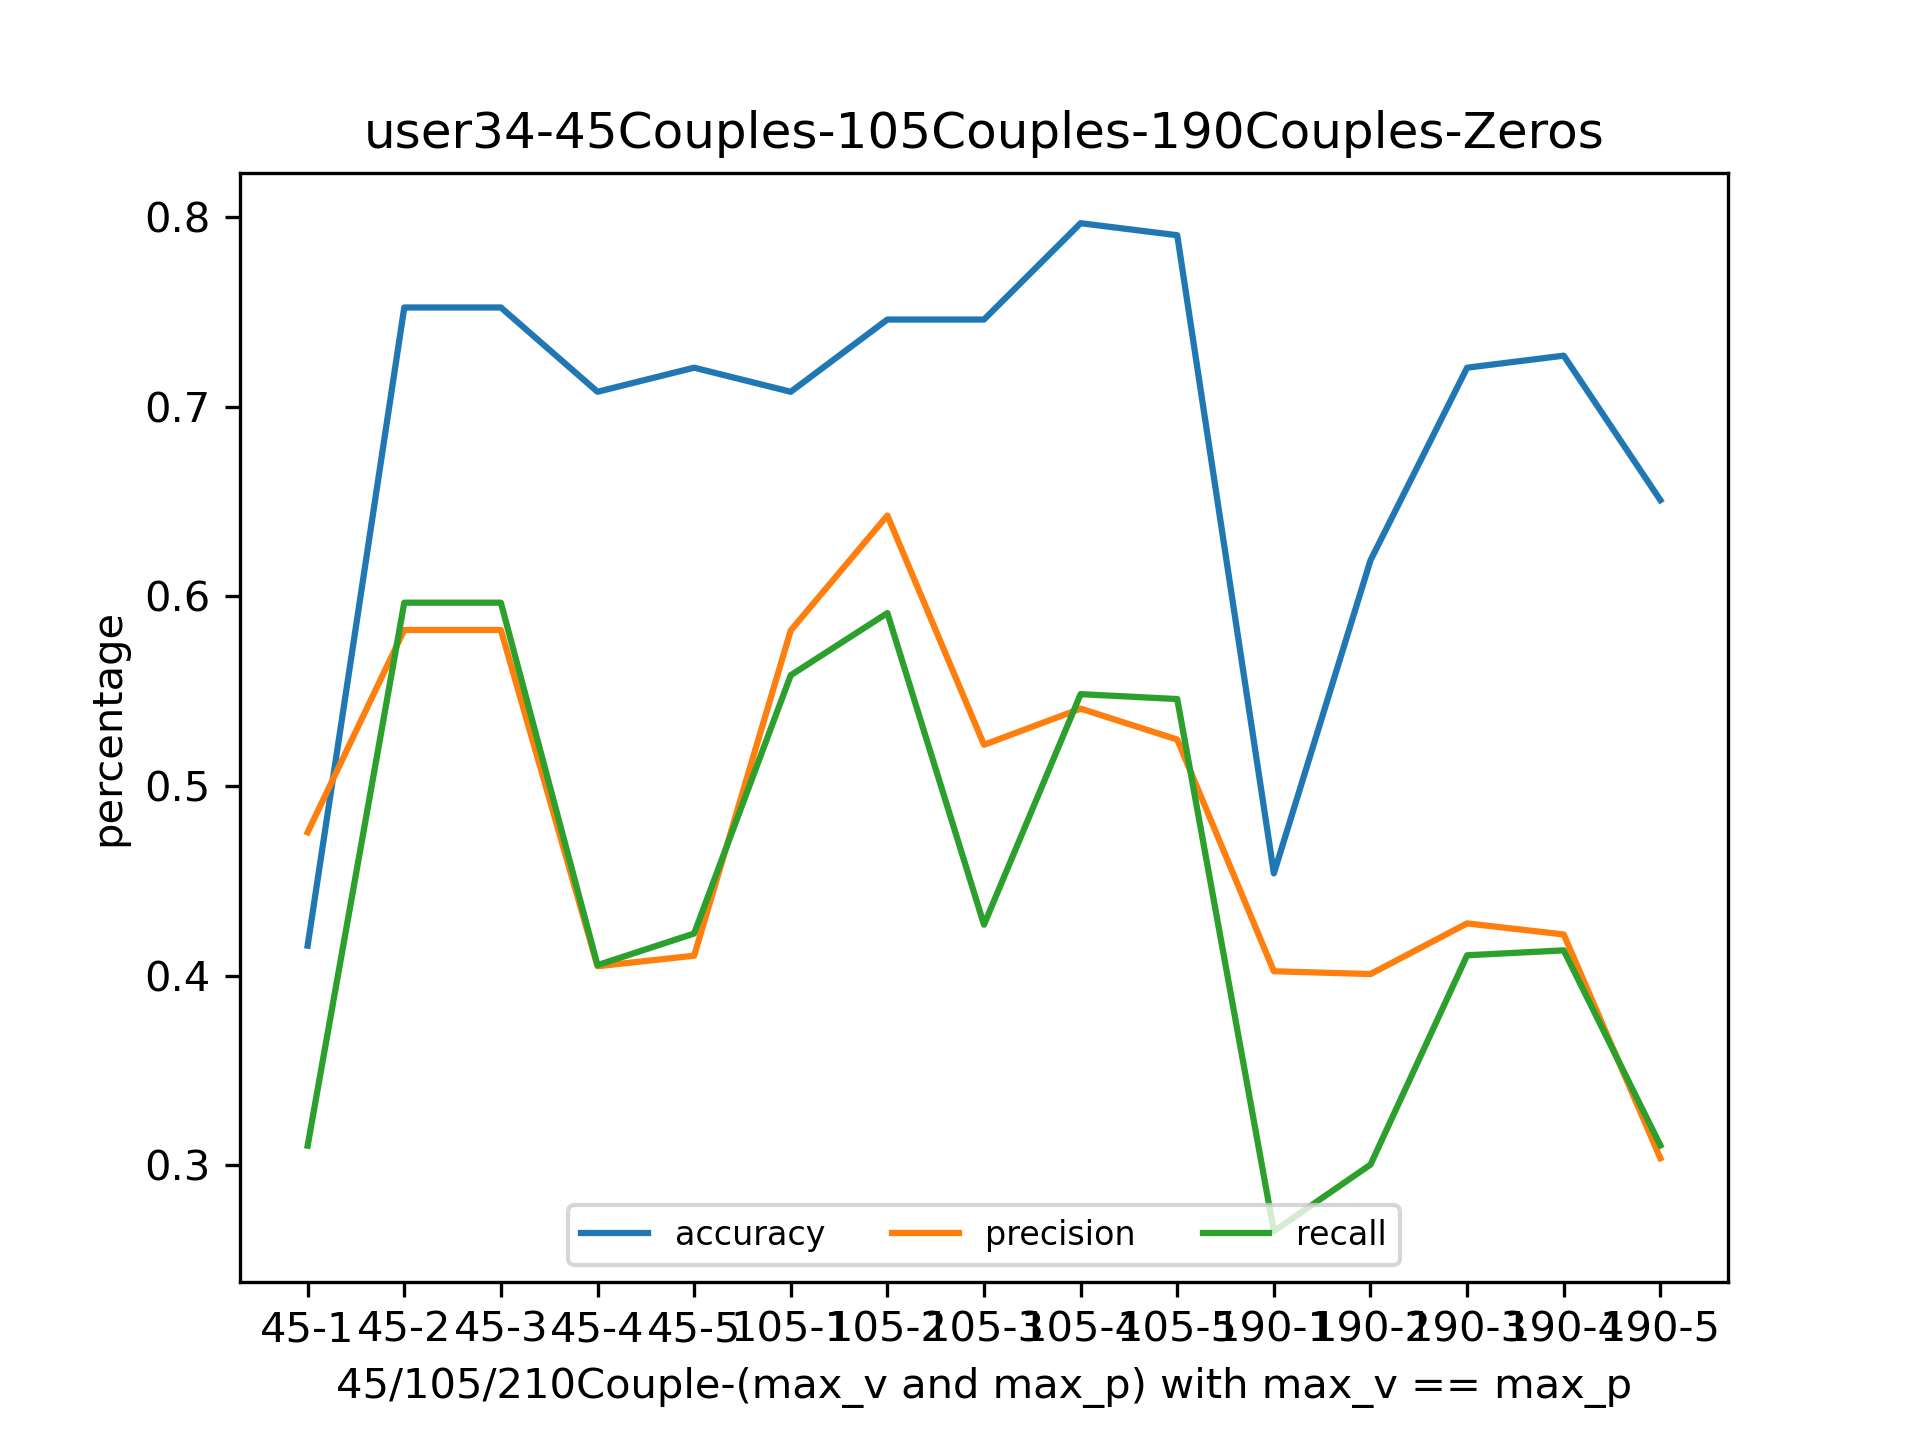 user34-45Couples-105Couples-190Couples-Zeros
0.8
0.7
0.6
0.5
0.4
0.3
percentage
accuracy precision recall
45-1 45-2 45-3 45-4 45-5 105-1 105-2 105-3 105-4 105-5 190-1 190-2 190-3 190-4 190-5
45/105/210Couple-(max_v and max_p) with max_v == max_p